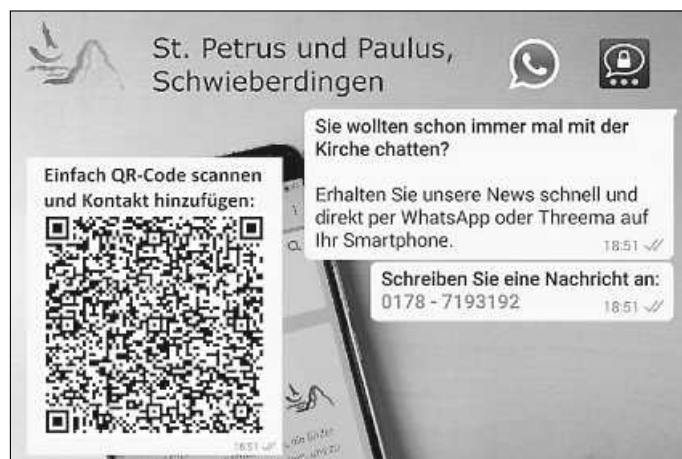 St. Petrus und Paulus,
Schwieberdingen
Sie wollten schon immer mal mit der
Kirche chatten?
Erhalten Sie unsere News schnell und
direkt per WhatsApp oder Threema auf
Ihr Smartphone.
18:51
Schreiben Sie eine Nachricht an:
0178 - 7193192
18:51
Einfach QR-Code scannen
und Kontakt hinzufügen:
18:51